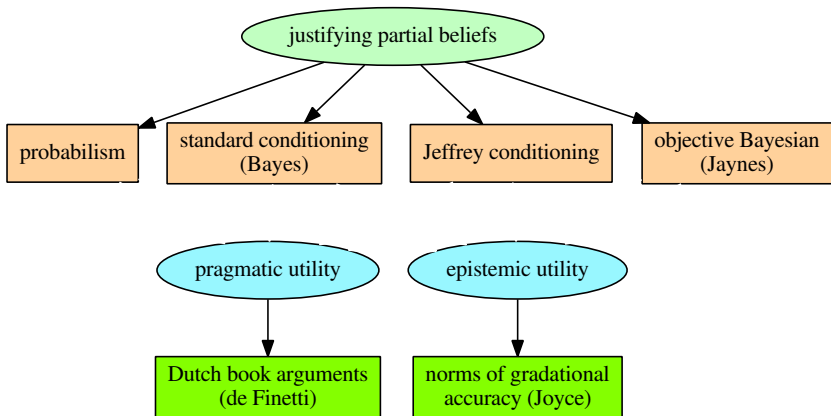 justifying partial beliefs
probabilism
standard conditioning
(Bayes)
Jeffrey conditioning
objective Bayesian
(Jaynes)
pragmatic utility
epistemic utility
Dutch book arguments
(de Finetti)
norms of gradational
accuracy (Joyce)